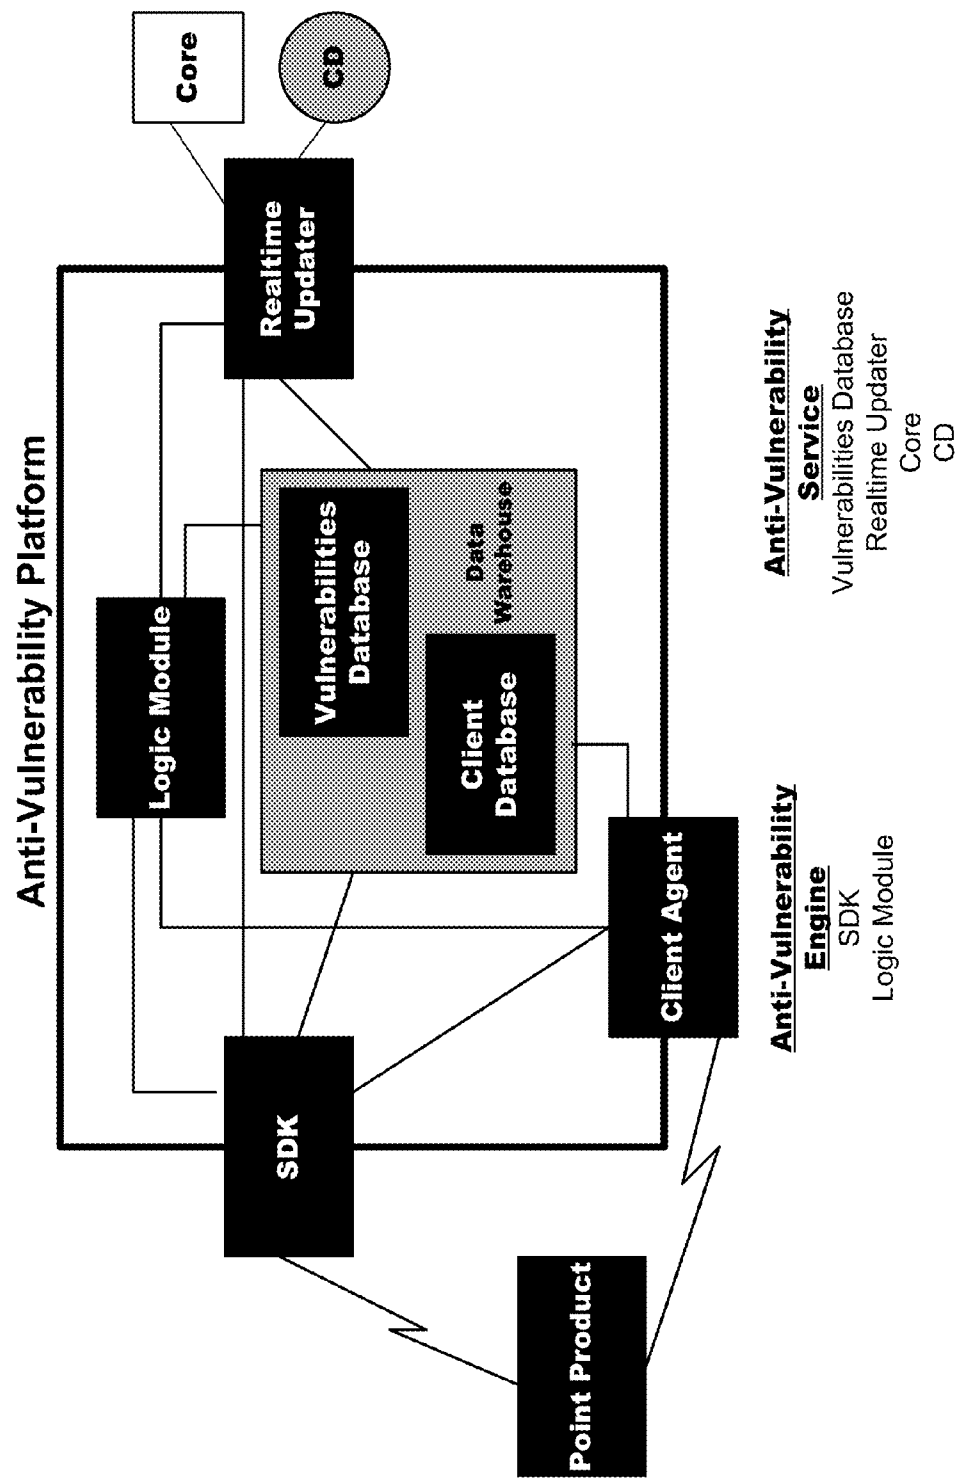 Anti-Vulnerability Platform
Core
CD
Realtime
Updater
Logic Module
Vulnerabilities
Database
Data
Warehouse
Client
Database
SDK
Client Agent
Point Product
Anti-Vulnerability
Engine
SDK
Logic Module
Anti-Vulnerability
Service
Vulnerabilities Database
Realtime Updater
Core
CD